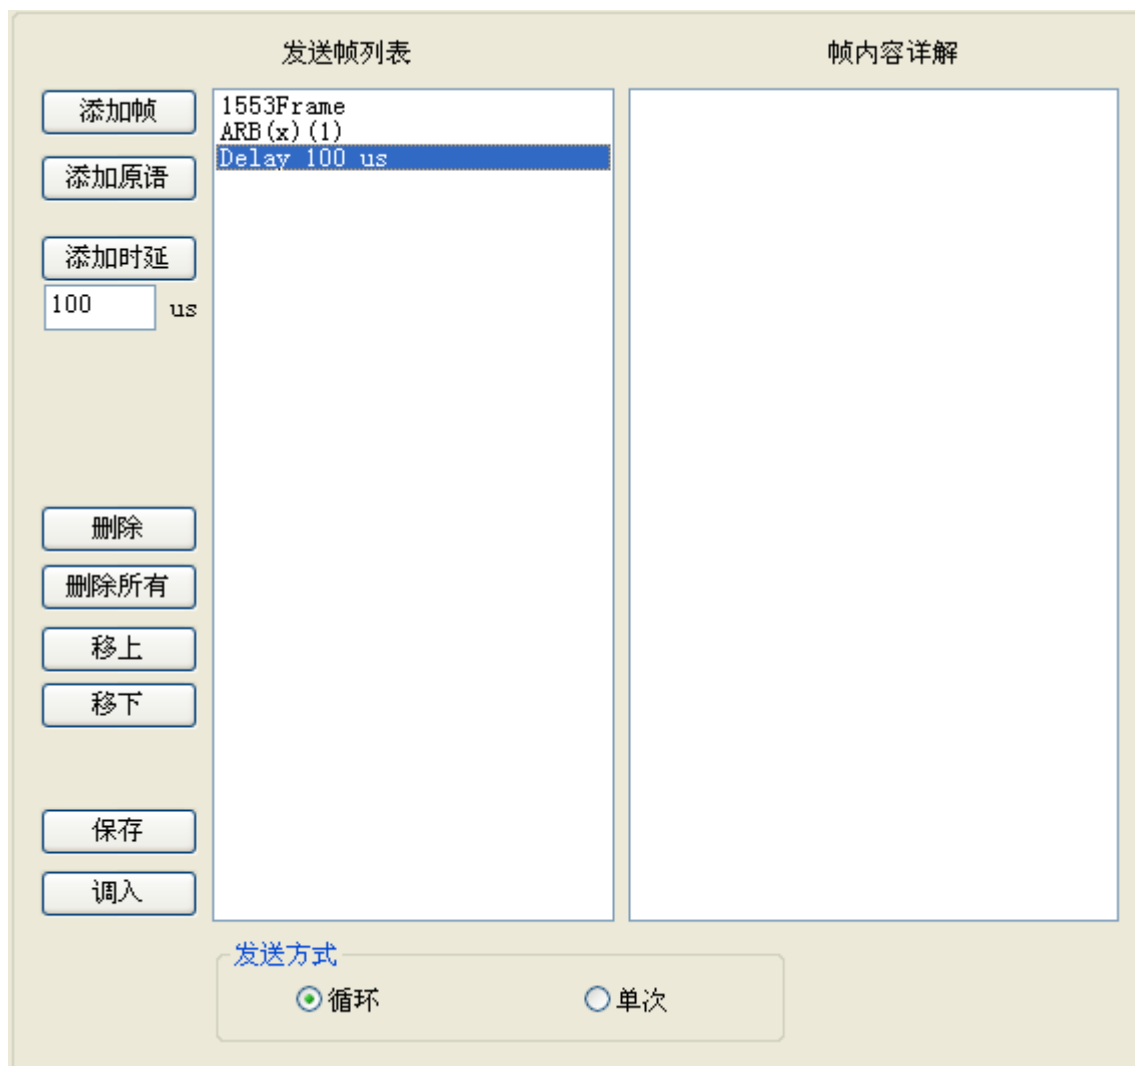 发送帧列表
帧内容详解
添加帧
添加原语
添加时延
100 us
删除
删除所有
移上
移下
保存
调入
1553Frame
ARB(x)(1)
Delay 100 us
发送方式
循环
单次